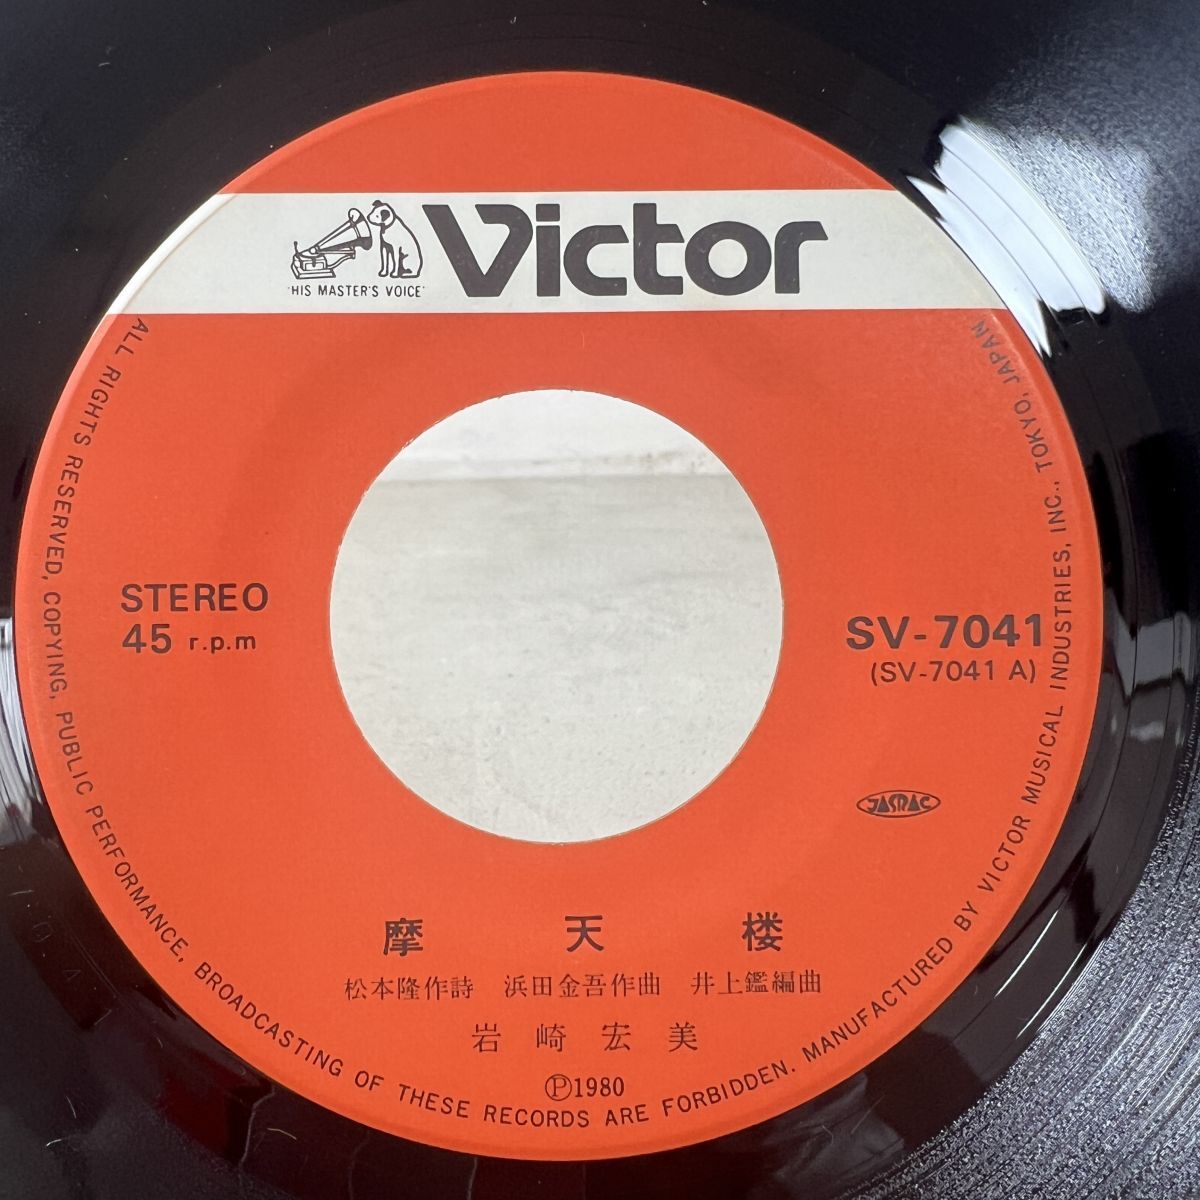 Victor
"HIS MASTER'S VOICE"
STEREO
45 r.p.m
SV-7041
(SV-7041 A)
JASRAC
摩天楼
松本隆作詩 浜田金吾作曲 井上鑑編曲
岩崎宏美
Ⓟ1980
ALL RIGHTS RESERVED, COPYING, PUBLIC PERFORMANCE, BROADCASTING OF THESE RECORDS ARE FORBIDDEN. MANUFACTURED BY VICTOR MUSICAL INDUSTRIES, INC., TOKYO, JAPAN